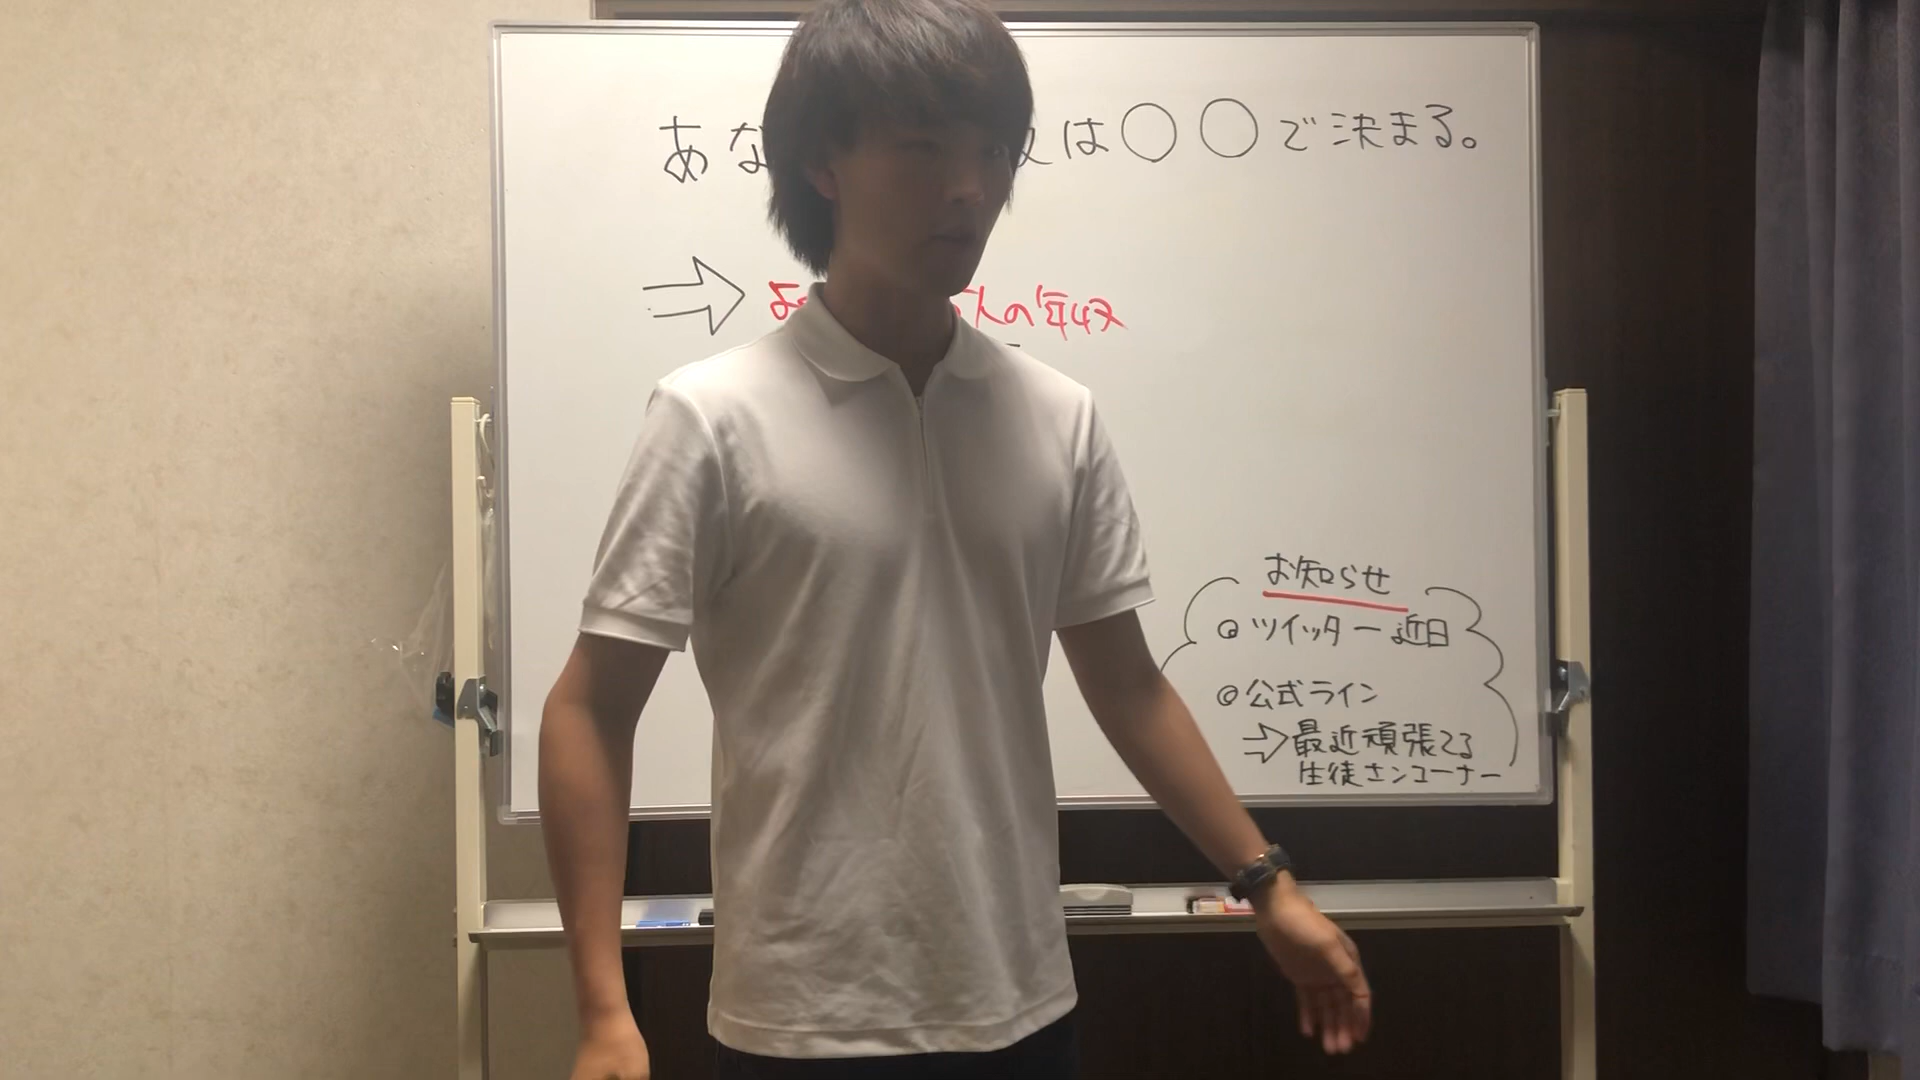 あな は○○で決まる。
⇒ よ 人の年収
お知らせ
◎ツイッター近日
◎公式ライン
⇒最近頑張ってる
生徒さんコーナー